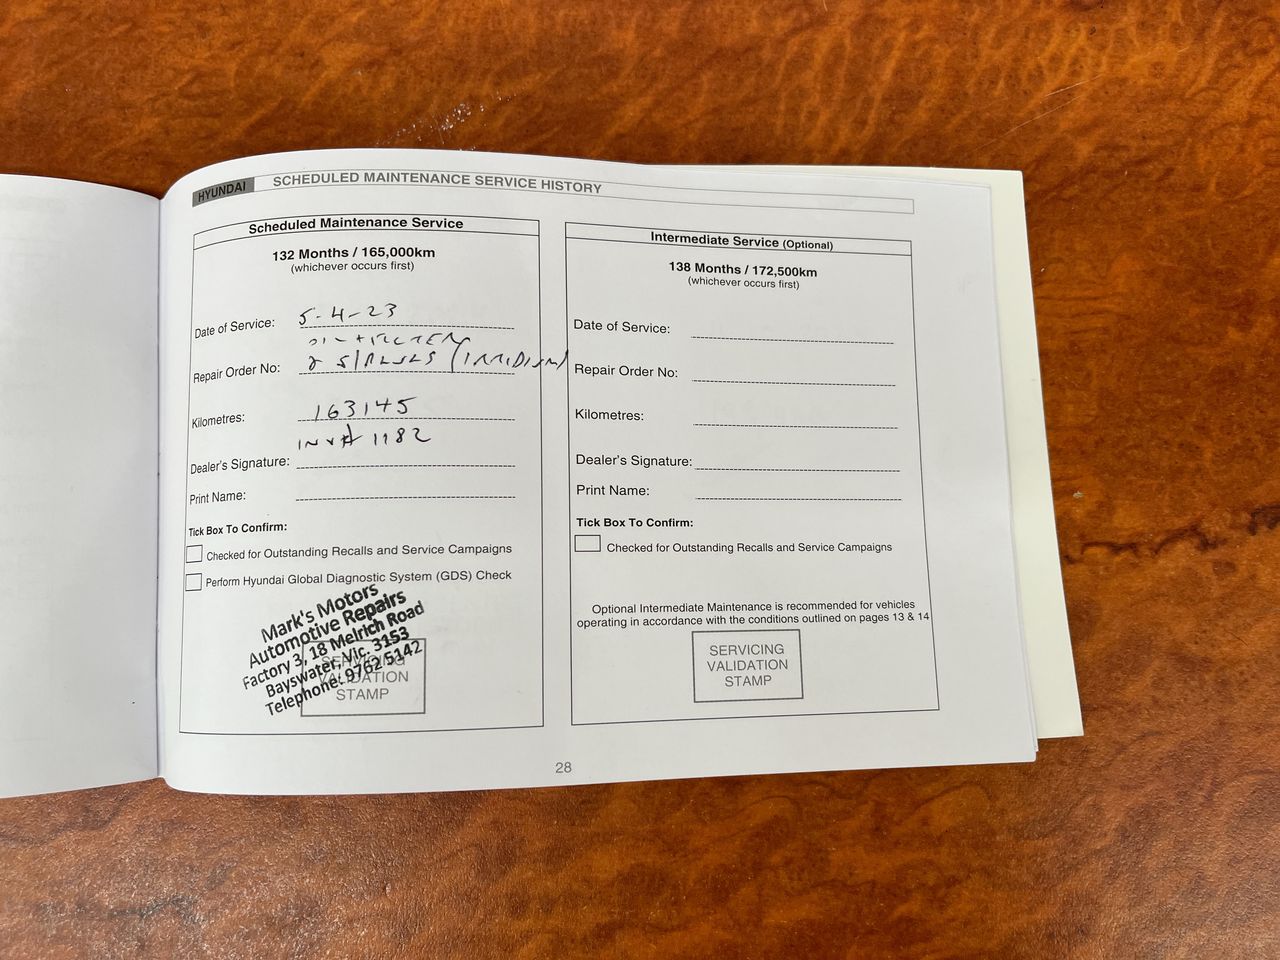 HYUNDAI
SCHEDULED MAINTENANCE SERVICE HISTORY
Scheduled Maintenance Service
132 Months / 165,000km
(whichever occurs first)
Date of Service: 5-4-23
Repair Order No: (IRRIDIUM)
Kilometres: 163145
INV# 1182
Dealer's Signature:
Print Name:
Tick Box To Confirm:
Checked for Outstanding Recalls and Service Campaigns
Perform Hyundai Global Diagnostic System (GDS) Check
Mark's Motors
Automotive Repairs
Factory 3, 18 Melrich Road
Bayswater, Vic. 3153
Telephone: 9762 5142
SERVICING
VALIDATION
STAMP
Intermediate Service (Optional)
138 Months / 172,500km
(whichever occurs first)
Date of Service:
Repair Order No:
Kilometres:
Dealer's Signature:
Print Name:
Tick Box To Confirm:
Checked for Outstanding Recalls and Service Campaigns
Optional Intermediate Maintenance is recommended for vehicles
operating in accordance with the conditions outlined on pages 13 & 14
SERVICING
VALIDATION
STAMP
28